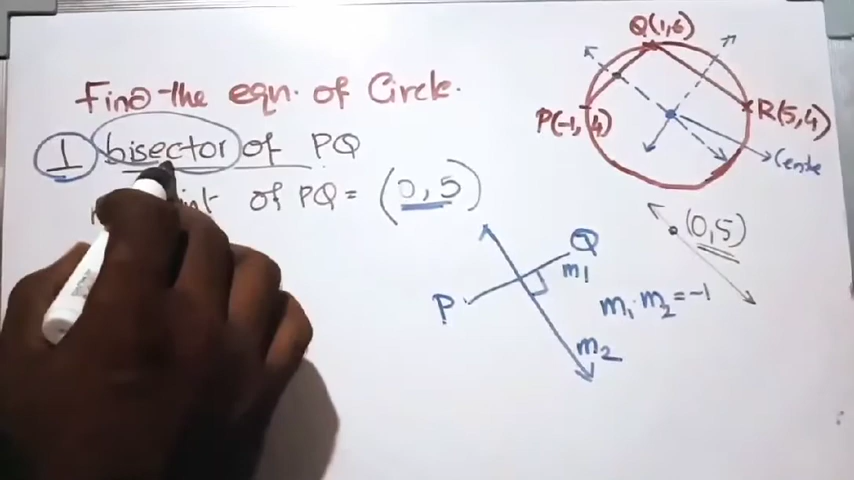 Find the eqn. of Circle.
⊥ bisector of PQ
of PQ = (0,5)
Q(1,6)
P(-1,4)
R(5,4)
Centre
(0,5)
Q
P
m₁
m₁·m₂=-1
m₂